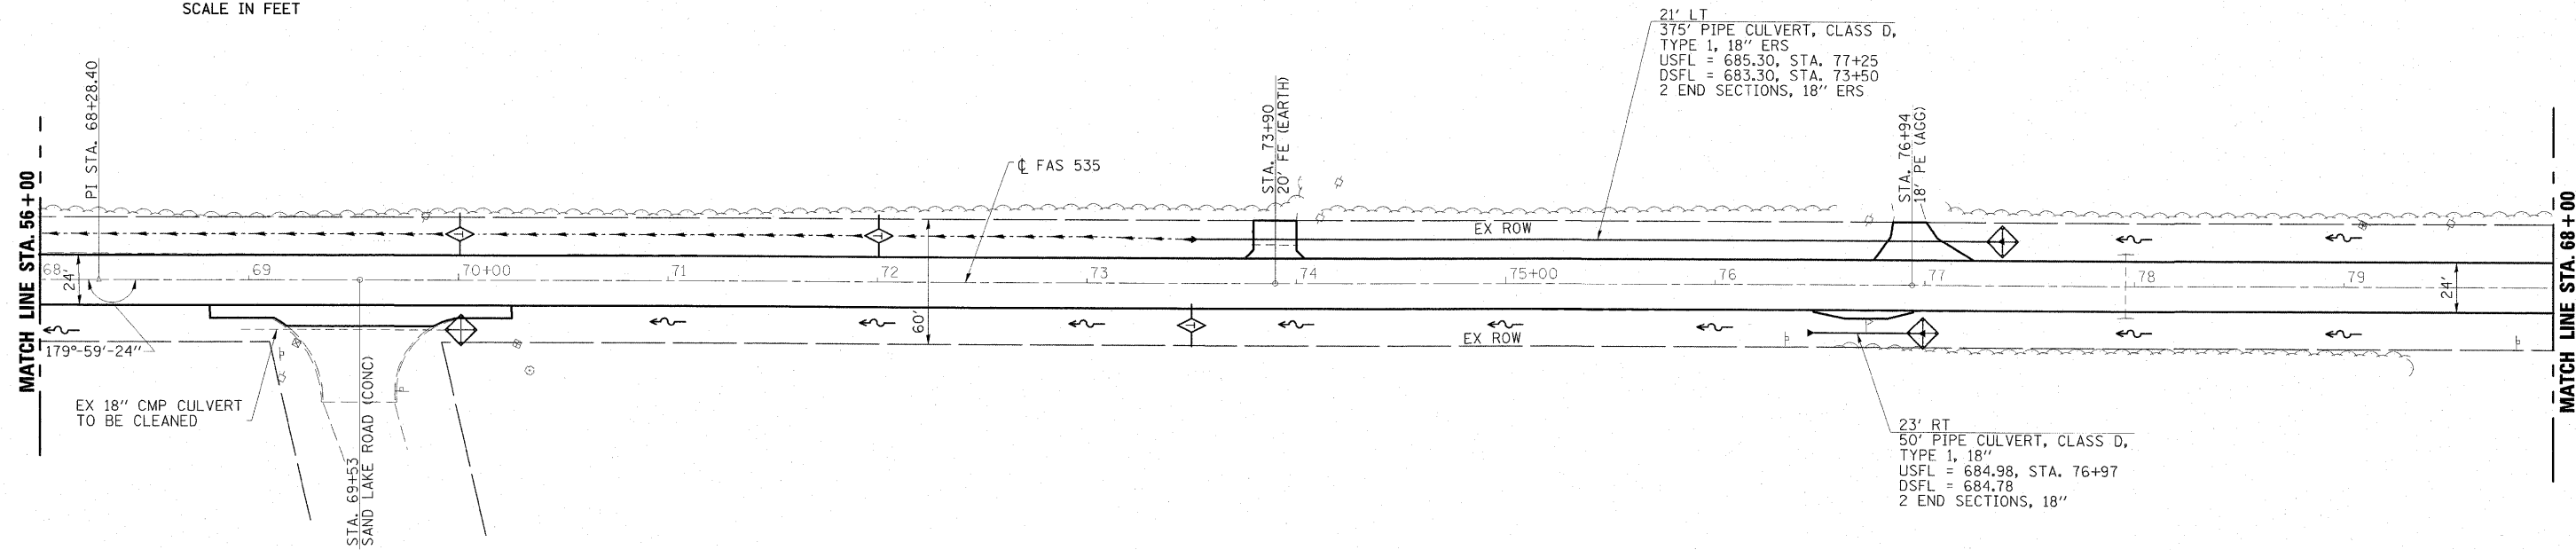 SCALE IN FEET
21' LT
375' PIPE CULVERT, CLASS D,
TYPE 1, 18" ERS
USFL = 685.30, STA. 77+25
DSFL = 683.30, STA. 73+50
2 END SECTIONS, 18" ERS
PI STA. 68+28.40
STA. 73+90
20' FE (EARTH)
STA. 76+94
18' PE (AGG)
℄ FAS 535
MATCH LINE STA. 56+00
MATCH LINE STA. 68+00
EX ROW
68
69
70+00
71
72
73
74
75+00
76
77
78
79
24'
24'
60'
EX ROW
179°-59'-24"
EX 18" CMP CULVERT
TO BE CLEANED
STA. 69+53
SAND LAKE ROAD (CONC)
23' RT
50' PIPE CULVERT, CLASS D,
TYPE 1, 18"
USFL = 684.98, STA. 76+97
DSFL = 684.78
2 END SECTIONS, 18"
T
T
T